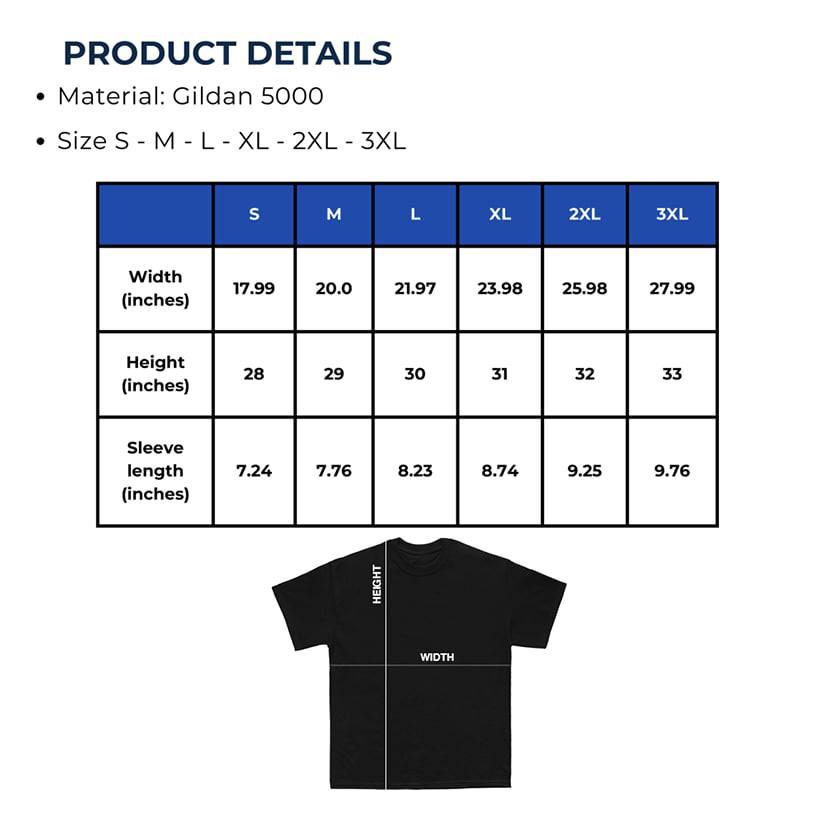 PRODUCT DETAILS
• Material: Gildan 5000
• Size S - M - L - XL - 2XL - 3XL
S M L XL 2XL 3XL
Width
(inches)
17.99 20.0 21.97 23.98 25.98 27.99
Height
(inches)
28 29 30 31 32 33
Sleeve
length
(inches)
7.24 7.76 8.23 8.74 9.25 9.76
HEIGHT
WIDTH